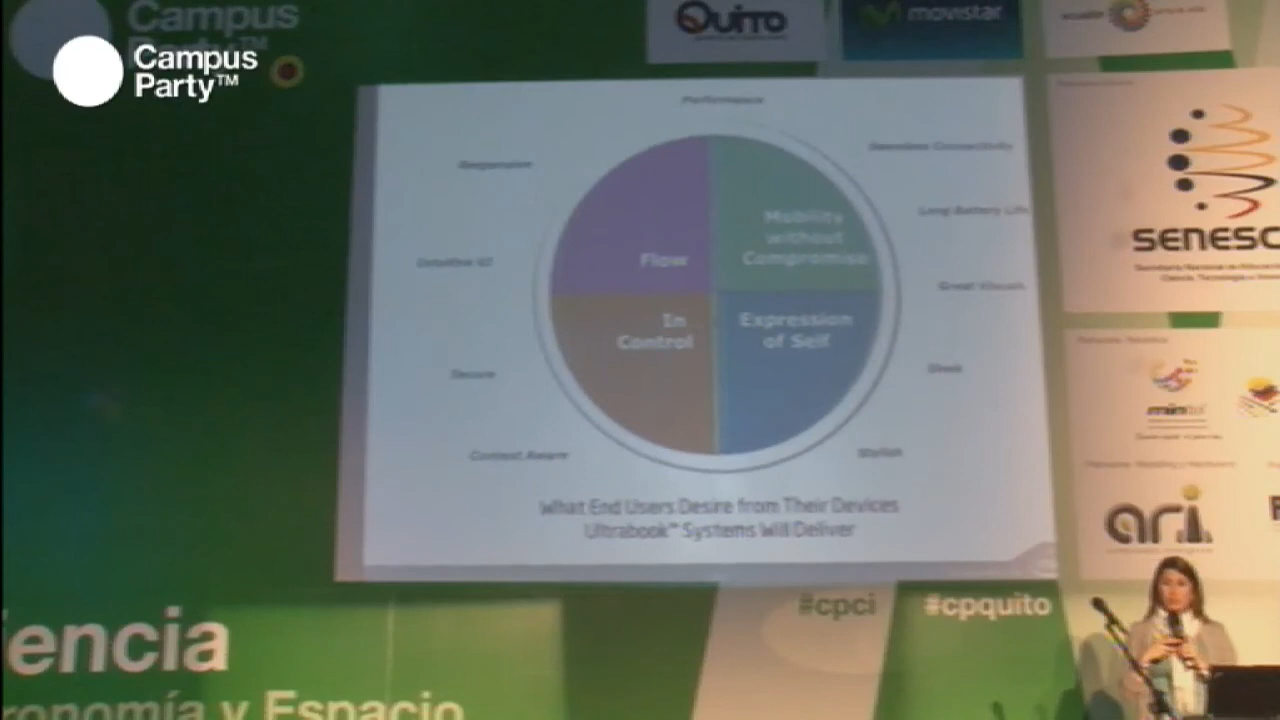 Campus
Party™
Campus
Party™
QUITO
movistar
Performance
Responsive
Seamless Connectivity
Long Battery Life
Great Visuals
Sleek
Stylish
Secure
Context Aware
Flow
Mobility
without
Compromise
In
Control
Expression
of Self
What End Users Desire from Their Devices
Ultrabook™ Systems Will Deliver
SENESC
ari
#cpci
#cpquito
iencia
ronomía y Espacio